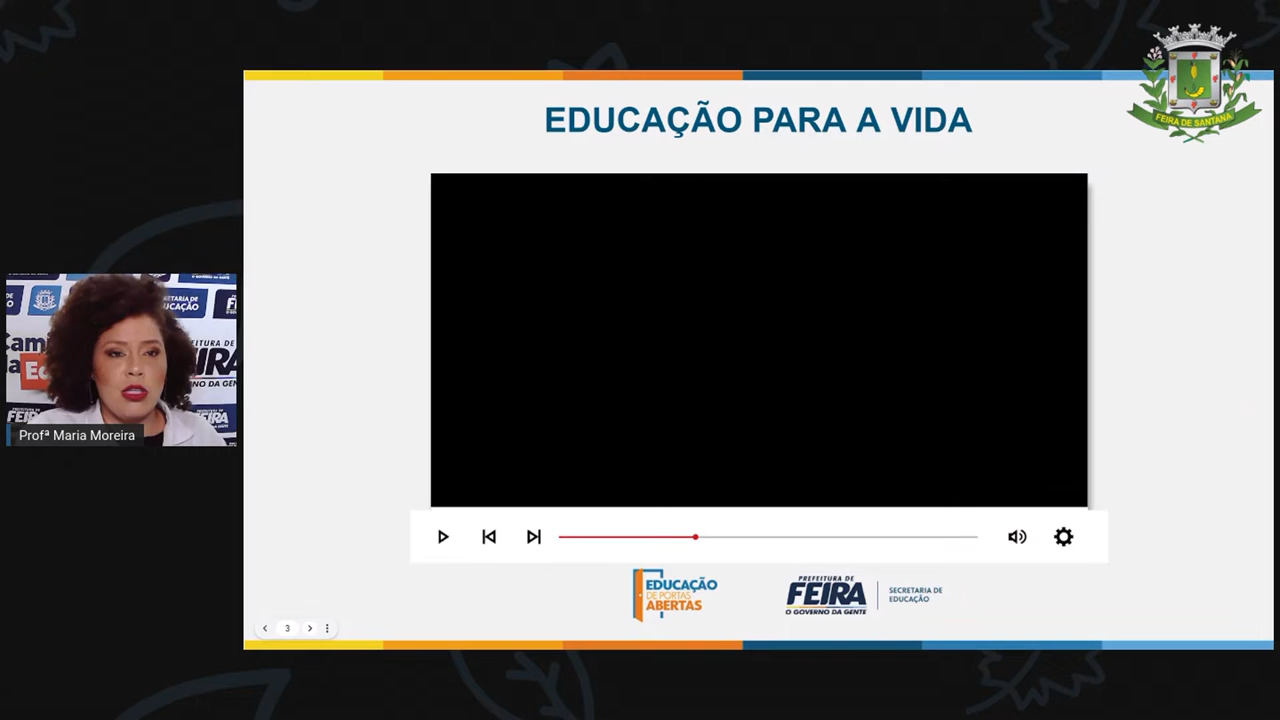 EDUCAÇÃO PARA A VIDA
FEIRA DE SANTANA
Profª Maria Moreira
EDUCAÇÃO
DE PORTAS
ABERTAS
PREFEITURA DE
FEIRA
O GOVERNO DA GENTE
SECRETARIA DE
EDUCAÇÃO
3